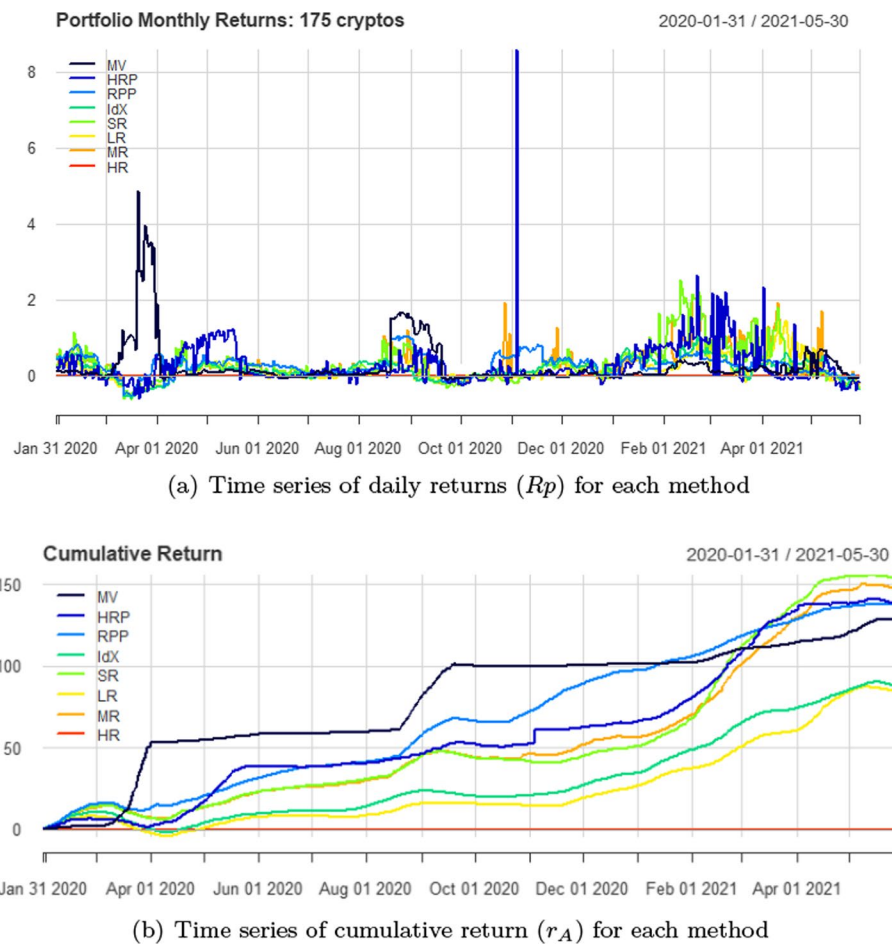 Portfolio Monthly Returns: 175 cryptos 2020-01-31 / 2021-05-30
MV
HRP
RPP
IdX
SR
LR
MR
HR
8
6
4
2
0
Jan 31 2020 Apr 01 2020 Jun 01 2020 Aug 01 2020 Oct 01 2020 Dec 01 2020 Feb 01 2021 Apr 01 2021
(a) Time series of daily returns (Rp) for each method
Cumulative Return 2020-01-31 / 2021-05-30
MV
HRP
RPP
IdX
SR
LR
MR
HR
150
100
50
0
Jan 31 2020 Apr 01 2020 Jun 01 2020 Aug 01 2020 Oct 01 2020 Dec 01 2020 Feb 01 2021 Apr 01 2021
(b) Time series of cumulative return (r_A) for each method